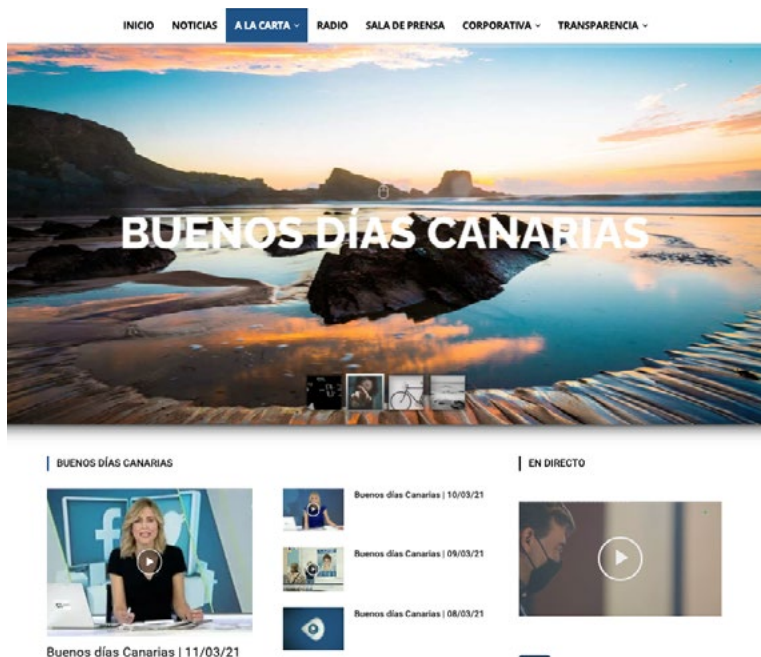 INICIO NOTICIAS A LA CARTA RADIO SALA DE PRENSA CORPORATIVA TRANSPARENCIA
BUENOS DÍAS CANARIAS
BUENOS DÍAS CANARIAS
Buenos días Canarias | 11/03/21
Buenos días Canarias | 10/03/21
Buenos días Canarias | 09/03/21
Buenos días Canarias | 08/03/21
EN DIRECTO